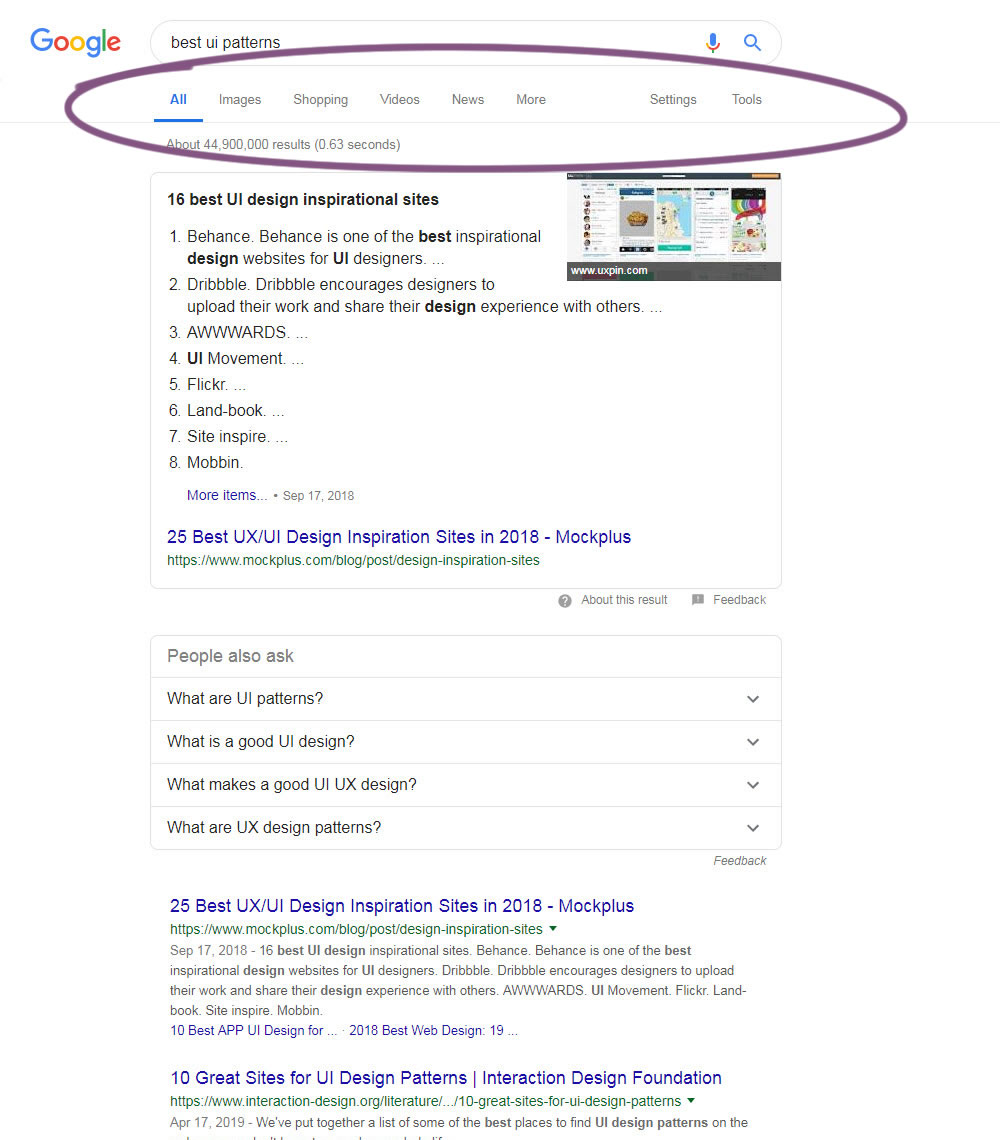 Google
best ui patterns
All Images Shopping Videos News More Settings Tools
About 44,900,000 results (0.63 seconds)
16 best UI design inspirational sites
1. Behance. Behance is one of the best inspirational
design websites for UI designers. ...
2. Dribbble. Dribbble encourages designers to
upload their work and share their design experience with others. ...
3. AWWWARDS. ...
4. UI Movement. ...
5. Flickr. ...
6. Land-book. ...
7. Site inspire. ...
8. Mobbin.
www.uxpin.com
More items... • Sep 17, 2018
25 Best UX/UI Design Inspiration Sites in 2018 - Mockplus
https://www.mockplus.com/blog/post/design-inspiration-sites
About this result Feedback
People also ask
What are UI patterns?
What is a good UI design?
What makes a good UI UX design?
What are UX design patterns?
Feedback
25 Best UX/UI Design Inspiration Sites in 2018 - Mockplus
https://www.mockplus.com/blog/post/design-inspiration-sites
Sep 17, 2018 - 16 best UI design inspirational sites. Behance. Behance is one of the best
inspirational design websites for UI designers. Dribbble. Dribbble encourages designers to upload
their work and share their design experience with others. AWWWARDS. UI Movement. Flickr. Land-
book. Site inspire. Mobbin.
10 Best APP UI Design for ... · 2018 Best Web Design: 19 ...
10 Great Sites for UI Design Patterns | Interaction Design Foundation
https://www.interaction-design.org/literature/.../10-great-sites-for-ui-design-patterns
Apr 17, 2019 - We've put together a list of some of the best places to find UI design patterns on the